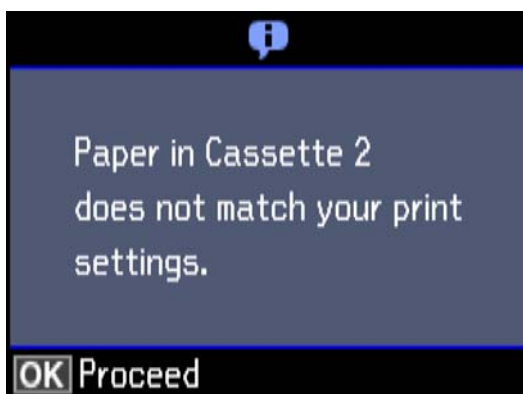 Paper in Cassette 2
does not match your print
settings.
OK Proceed